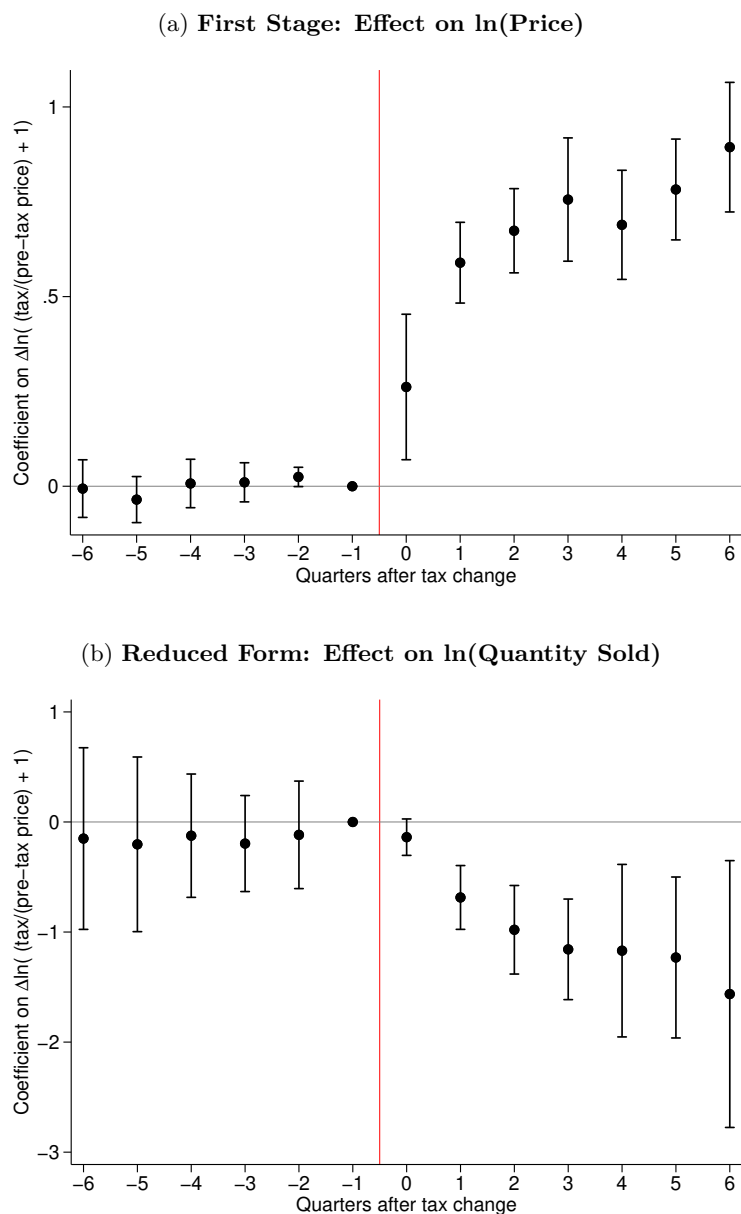 (a) First Stage: Effect on ln(Price)
Coefficient on Δln( (tax/(pre−tax price) + 1)
1
.5
0
−6 −5 −4 −3 −2 −1 0 1 2 3 4 5 6
Quarters after tax change
(b) Reduced Form: Effect on ln(Quantity Sold)
Coefficient on Δln( (tax/(pre−tax price) + 1)
1
0
−1
−2
−3
−6 −5 −4 −3 −2 −1 0 1 2 3 4 5 6
Quarters after tax change